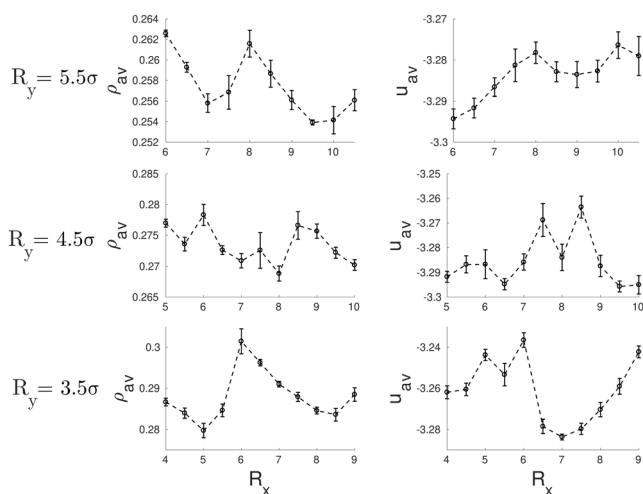 R_y = 5.5σ
ρ_av
0.264
0.262
0.26
0.258
0.256
0.254
0.252
6 7 8 9 10
u_av
-3.27
-3.28
-3.29
-3.3
6 7 8 9 10
R_y = 4.5σ
ρ_av
0.285
0.28
0.275
0.27
0.265
5 6 7 8 9 10
u_av
-3.25
-3.26
-3.27
-3.28
-3.29
-3.3
5 6 7 8 9 10
R_y = 3.5σ
ρ_av
0.3
0.29
0.28
4 5 6 7 8 9
R_x
u_av
-3.24
-3.26
-3.28
4 5 6 7 8 9
R_x